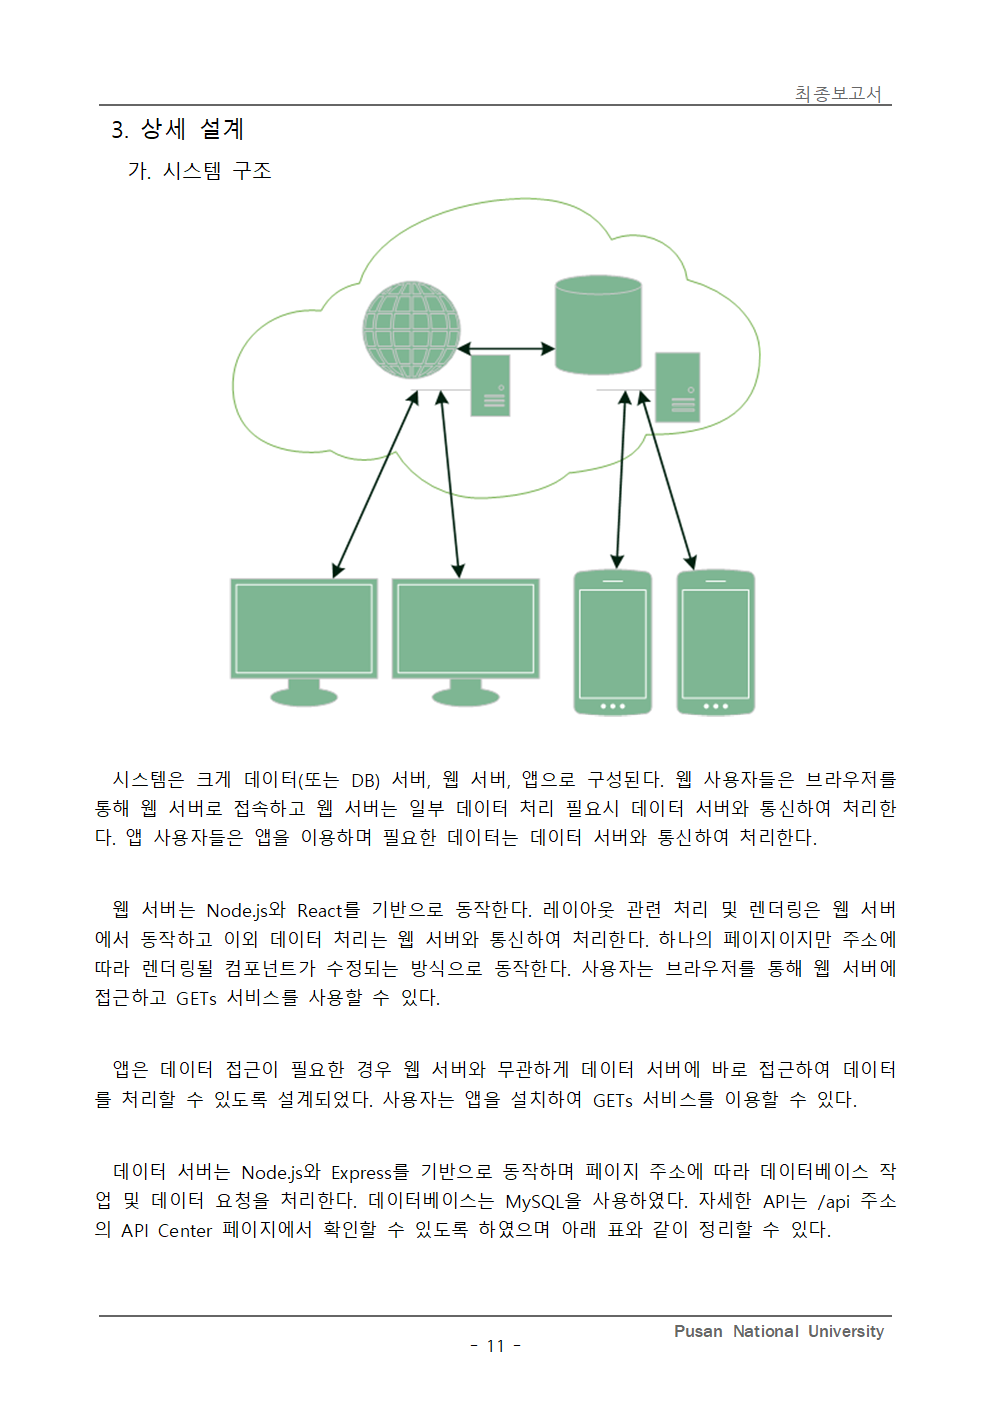 최종보고서
3. 상세 설계
가. 시스템 구조
시스템은 크게 데이터(또는 DB) 서버, 웹 서버, 앱으로 구성된다. 웹 사용자들은 브라우저를
통해 웹 서버로 접속하고 웹 서버는 일부 데이터 처리 필요시 데이터 서버와 통신하여 처리한
다. 앱 사용자들은 앱을 이용하며 필요한 데이터는 데이터 서버와 통신하여 처리한다.
웹 서버는 Node.js와 React를 기반으로 동작한다. 레이아웃 관련 처리 및 렌더링은 웹 서버
에서 동작하고 이외 데이터 처리는 웹 서버와 통신하여 처리한다. 하나의 페이지이지만 주소에
따라 렌더링될 컴포넌트가 수정되는 방식으로 동작한다. 사용자는 브라우저를 통해 웹 서버에
접근하고 GETs 서비스를 사용할 수 있다.
앱은 데이터 접근이 필요한 경우 웹 서버와 무관하게 데이터 서버에 바로 접근하여 데이터
를 처리할 수 있도록 설계되었다. 사용자는 앱을 설치하여 GETs 서비스를 이용할 수 있다.
데이터 서버는 Node.js와 Express를 기반으로 동작하며 페이지 주소에 따라 데이터베이스 작
업 및 데이터 요청을 처리한다. 데이터베이스는 MySQL을 사용하였다. 자세한 API는 /api 주소
의 API Center 페이지에서 확인할 수 있도록 하였으며 아래 표와 같이 정리할 수 있다.
Pusan National University
- 11 -